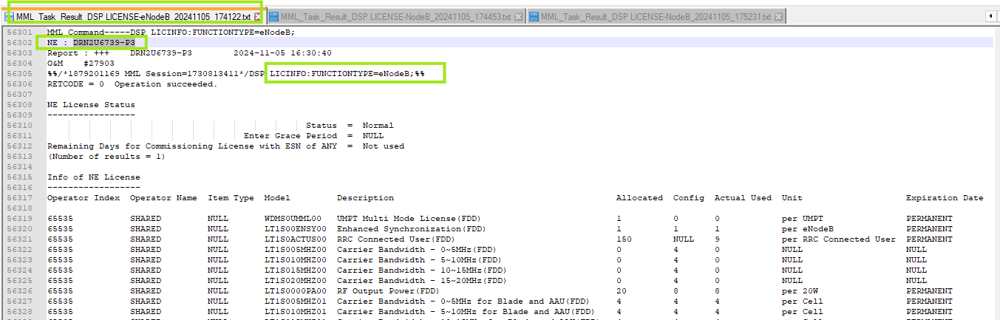 MML_Task_Result_DSP LICENSE-eNodeB_20241105_174122.txt MML_Task_Result_DSP LICENSE-NodeB_20241105_174453.txt MML_Task_Result_DSP LICENSE-eNodeB_20241105_175231.txt
56301 MML Command-----DSP LICINFO:FUNCTIONTYPE=eNodeB;
56302 NE : DRN2U6739-P3
56303 Report : +++ DRN2U6739-P3 2024-11-05 16:30:40
56304 O&M #27903
56305 %%/*1879201169 MML Session=1730813411*/DSP LICINFO:FUNCTIONTYPE=eNodeB;%%
56306 RETCODE = 0 Operation succeeded.
56307
56308 NE License Status
56309 -----------------
56310 Status = Normal
56311 Enter Grace Period = NULL
56312 Remaining Days for Commissioning License with ESN of ANY = Not used
56313 (Number of results = 1)
56314
56315 Info of NE License
56316 ------------------
56317 Operator Index Operator Name Item Type Model Description Allocated Config Actual Used Unit Expiration Date
56318
56319 65535 SHARED NULL WDMS0UMML00 UMPT Multi Mode License(FDD) 1 0 0 per UMPT PERMANENT
56320 65535 SHARED NULL LT1S00ENSY00 Enhanced Synchronization(FDD) 1 1 1 per eNodeB PERMANENT
56321 65535 SHARED NULL LT1S0ACTUS00 RRC Connected User(FDD) 150 NULL 9 per RRC Connected User PERMANENT
56322 65535 SHARED NULL LT1S005MHZ00 Carrier Bandwidth - 0~5MHz(FDD) 0 4 0 NULL NULL
56323 65535 SHARED NULL LT1S010MHZ00 Carrier Bandwidth - 5~10MHz(FDD) 0 4 0 NULL NULL
56324 65535 SHARED NULL LT1S015MHZ00 Carrier Bandwidth - 10~15MHz(FDD) 0 4 0 NULL NULL
56325 65535 SHARED NULL LT1S020MHZ00 Carrier Bandwidth - 15~20MHz(FDD) 0 4 0 NULL NULL
56326 65535 SHARED NULL LT1S0000PA00 RF Output Power(FDD) 20 8 8 per 20W PERMANENT
56327 65535 SHARED NULL LT1S005MHZ01 Carrier Bandwidth - 0~5MHz for Blade and AAU(FDD) 4 4 4 per Cell PERMANENT
56328 65535 SHARED NULL LT1S010MHZ01 Carrier Bandwidth - 5~10MHz for Blade and AAU(FDD) 4 4 4 per Cell PERMANENT